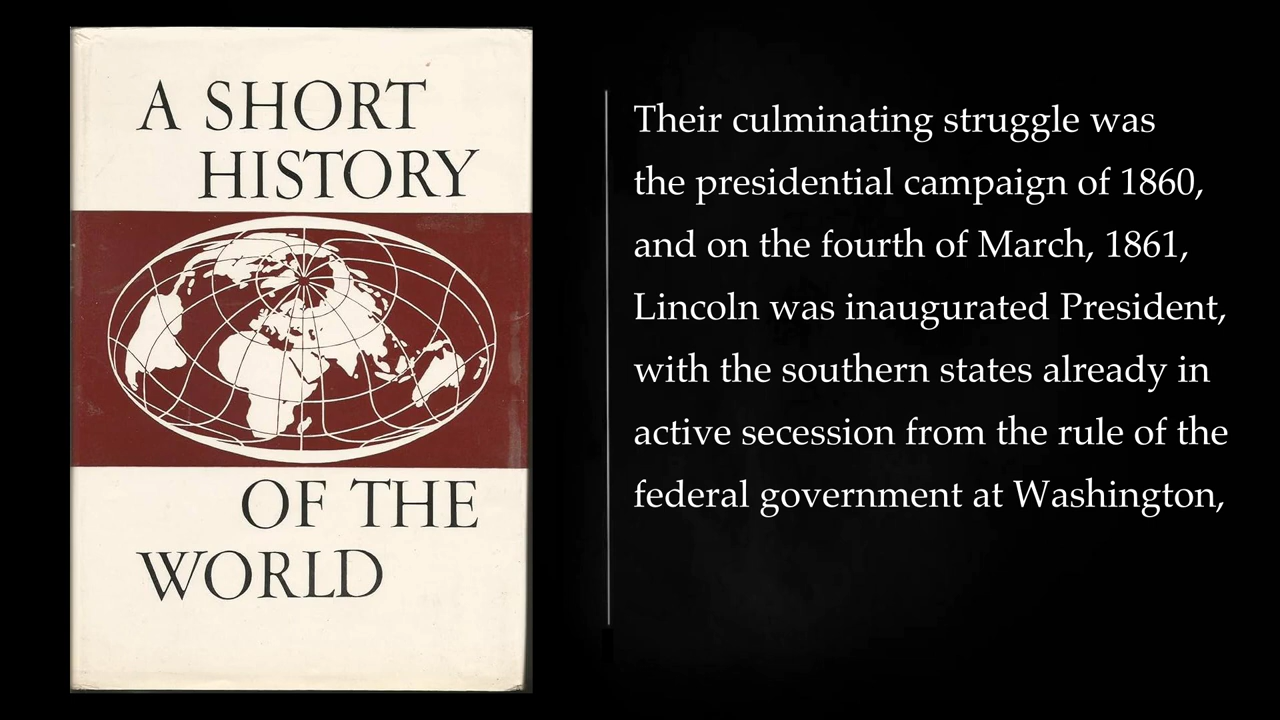 A SHORT
HISTORY
OF THE
WORLD
Their culminating struggle was
the presidential campaign of 1860,
and on the fourth of March, 1861,
Lincoln was inaugurated President,
with the southern states already in
active secession from the rule of the
federal government at Washington,